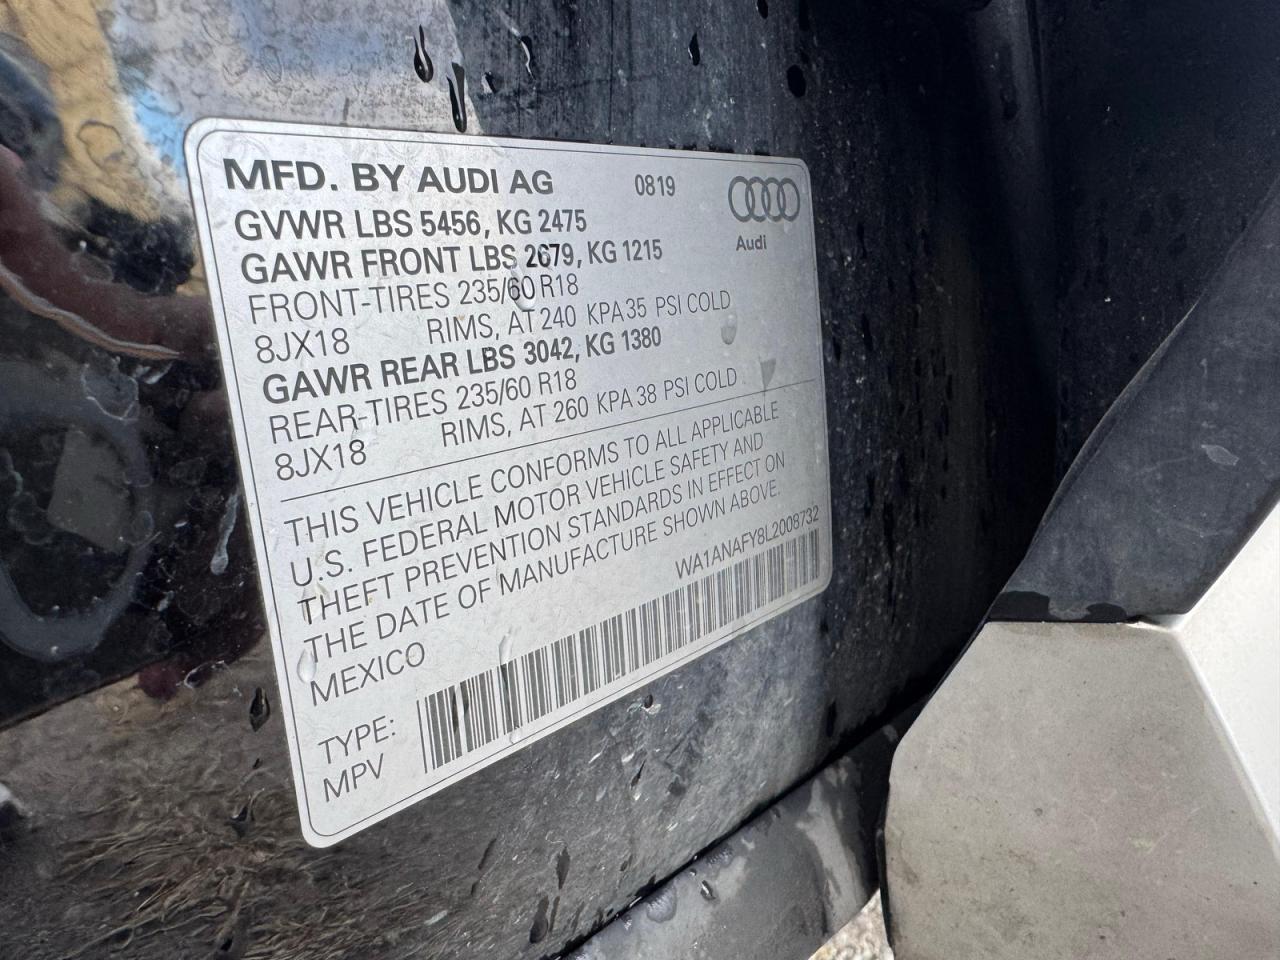 MFD. BY AUDI AG 0819
GVWR LBS 5456, KG 2475
Audi
GAWR FRONT LBS 2679, KG 1215
FRONT-TIRES 235/60 R18
8JX18 RIMS, AT 240 KPA 35 PSI COLD
GAWR REAR LBS 3042, KG 1380
REAR-TIRES 235/60 R18
8JX18 RIMS, AT 260 KPA 38 PSI COLD
THIS VEHICLE CONFORMS TO ALL APPLICABLE
U.S. FEDERAL MOTOR VEHICLE SAFETY AND
THEFT PREVENTION STANDARDS IN EFFECT ON
THE DATE OF MANUFACTURE SHOWN ABOVE.
MEXICO WA1ANAFY8L2008732
TYPE:
MPV